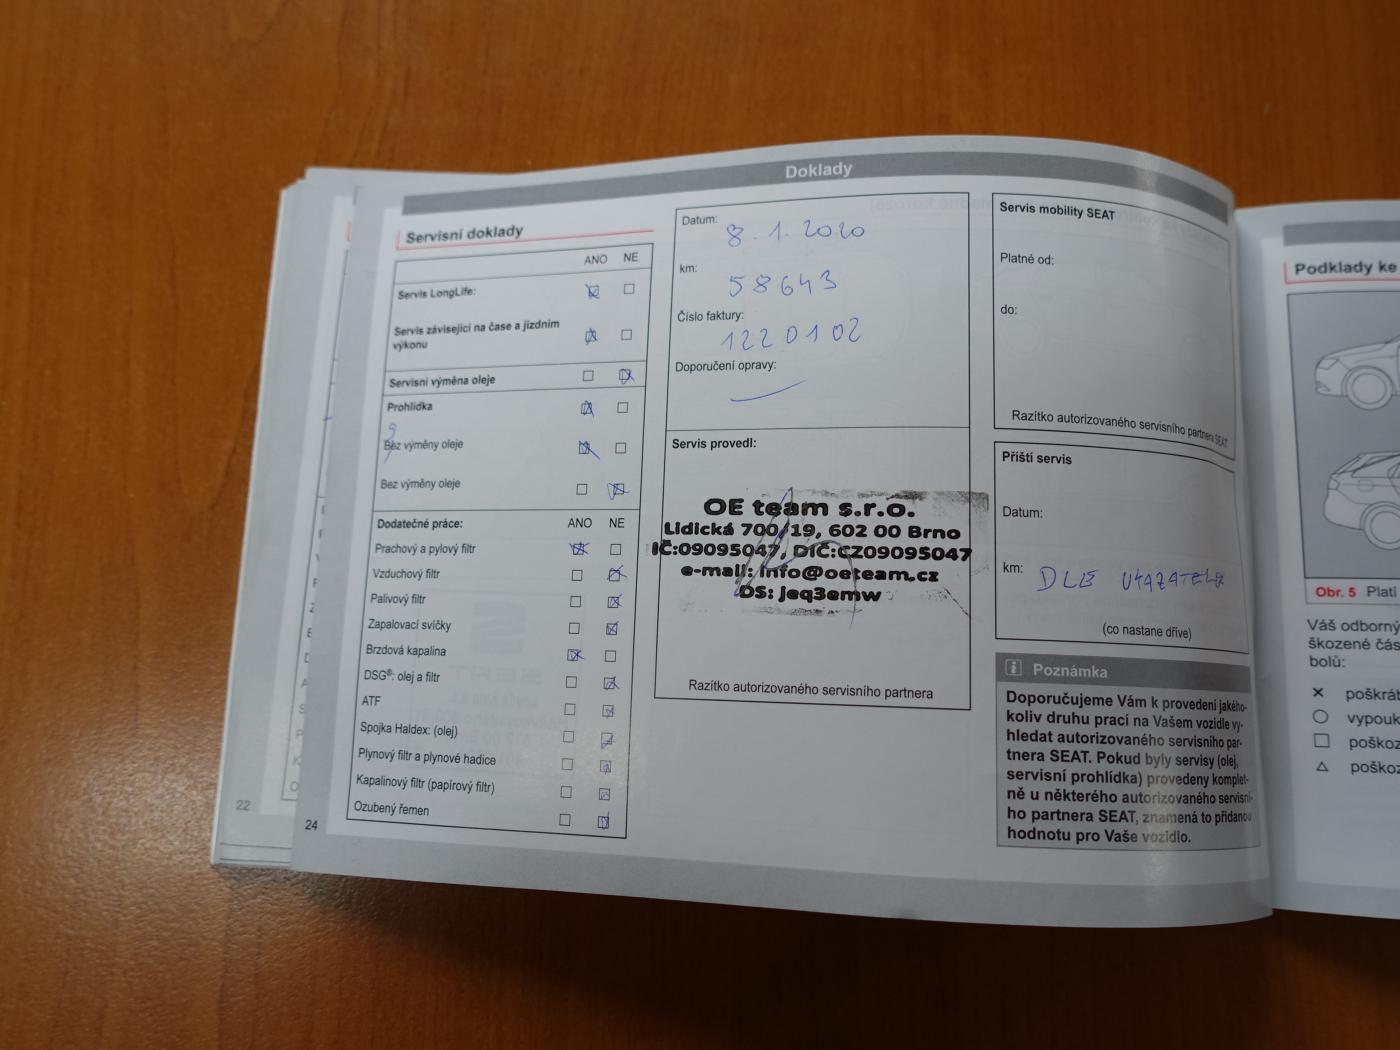 Doklady
Servisní doklady
ANO NE
Servis LongLife:
Servis závisející na čase a jízdním
výkonu
Servisní výměna oleje
Prohlídka
Bez výměny oleje
Bez výměny oleje
Dodatečné práce: ANO NE
Prachový a pylový filtr
Vzduchový filtr
Palivový filtr
Zapalovací svíčky
Brzdová kapalina
DSG®: olej a filtr
ATF
Spojka Haldex: (olej)
Plynový filtr a plynové hadice
Kapalinový filtr (papírový filtr)
Ozubený řemen
22
24
Datum:
8.1.2020
km:
58643
Číslo faktury:
1220102
Doporučení opravy:
Servis provedl:
OE team s.r.o.
Lidická 700/19, 602 00 Brno
IČ:09095047, DIČ:CZ09095047
e-mail: info@oeteam.cz
DS: jeq3emw
Razítko autorizovaného servisního partnera
Servis mobility SEAT
Platné od:
do:
Razítko autorizovaného servisního partnera SEAT
Příští servis
Datum:
km: DLE UKAZATELE
(co nastane dříve)
i Poznámka
Doporučujeme Vám k provedení jakého-
koliv druhu prací na Vašem vozidle vy-
hledat autorizovaného servisního par-
tnera SEAT. Pokud byly servisy (olej,
servisní prohlídka) provedeny komplet-
ně u některého autorizovaného servisní-
ho partnera SEAT, znamená to přidanou
hodnotu pro Vaše vozidlo.
Podklady ke
Obr. 5 Platí
Váš odborný
škozené čás
bolů:
poškrát
vypouk
poškoz
poškoz